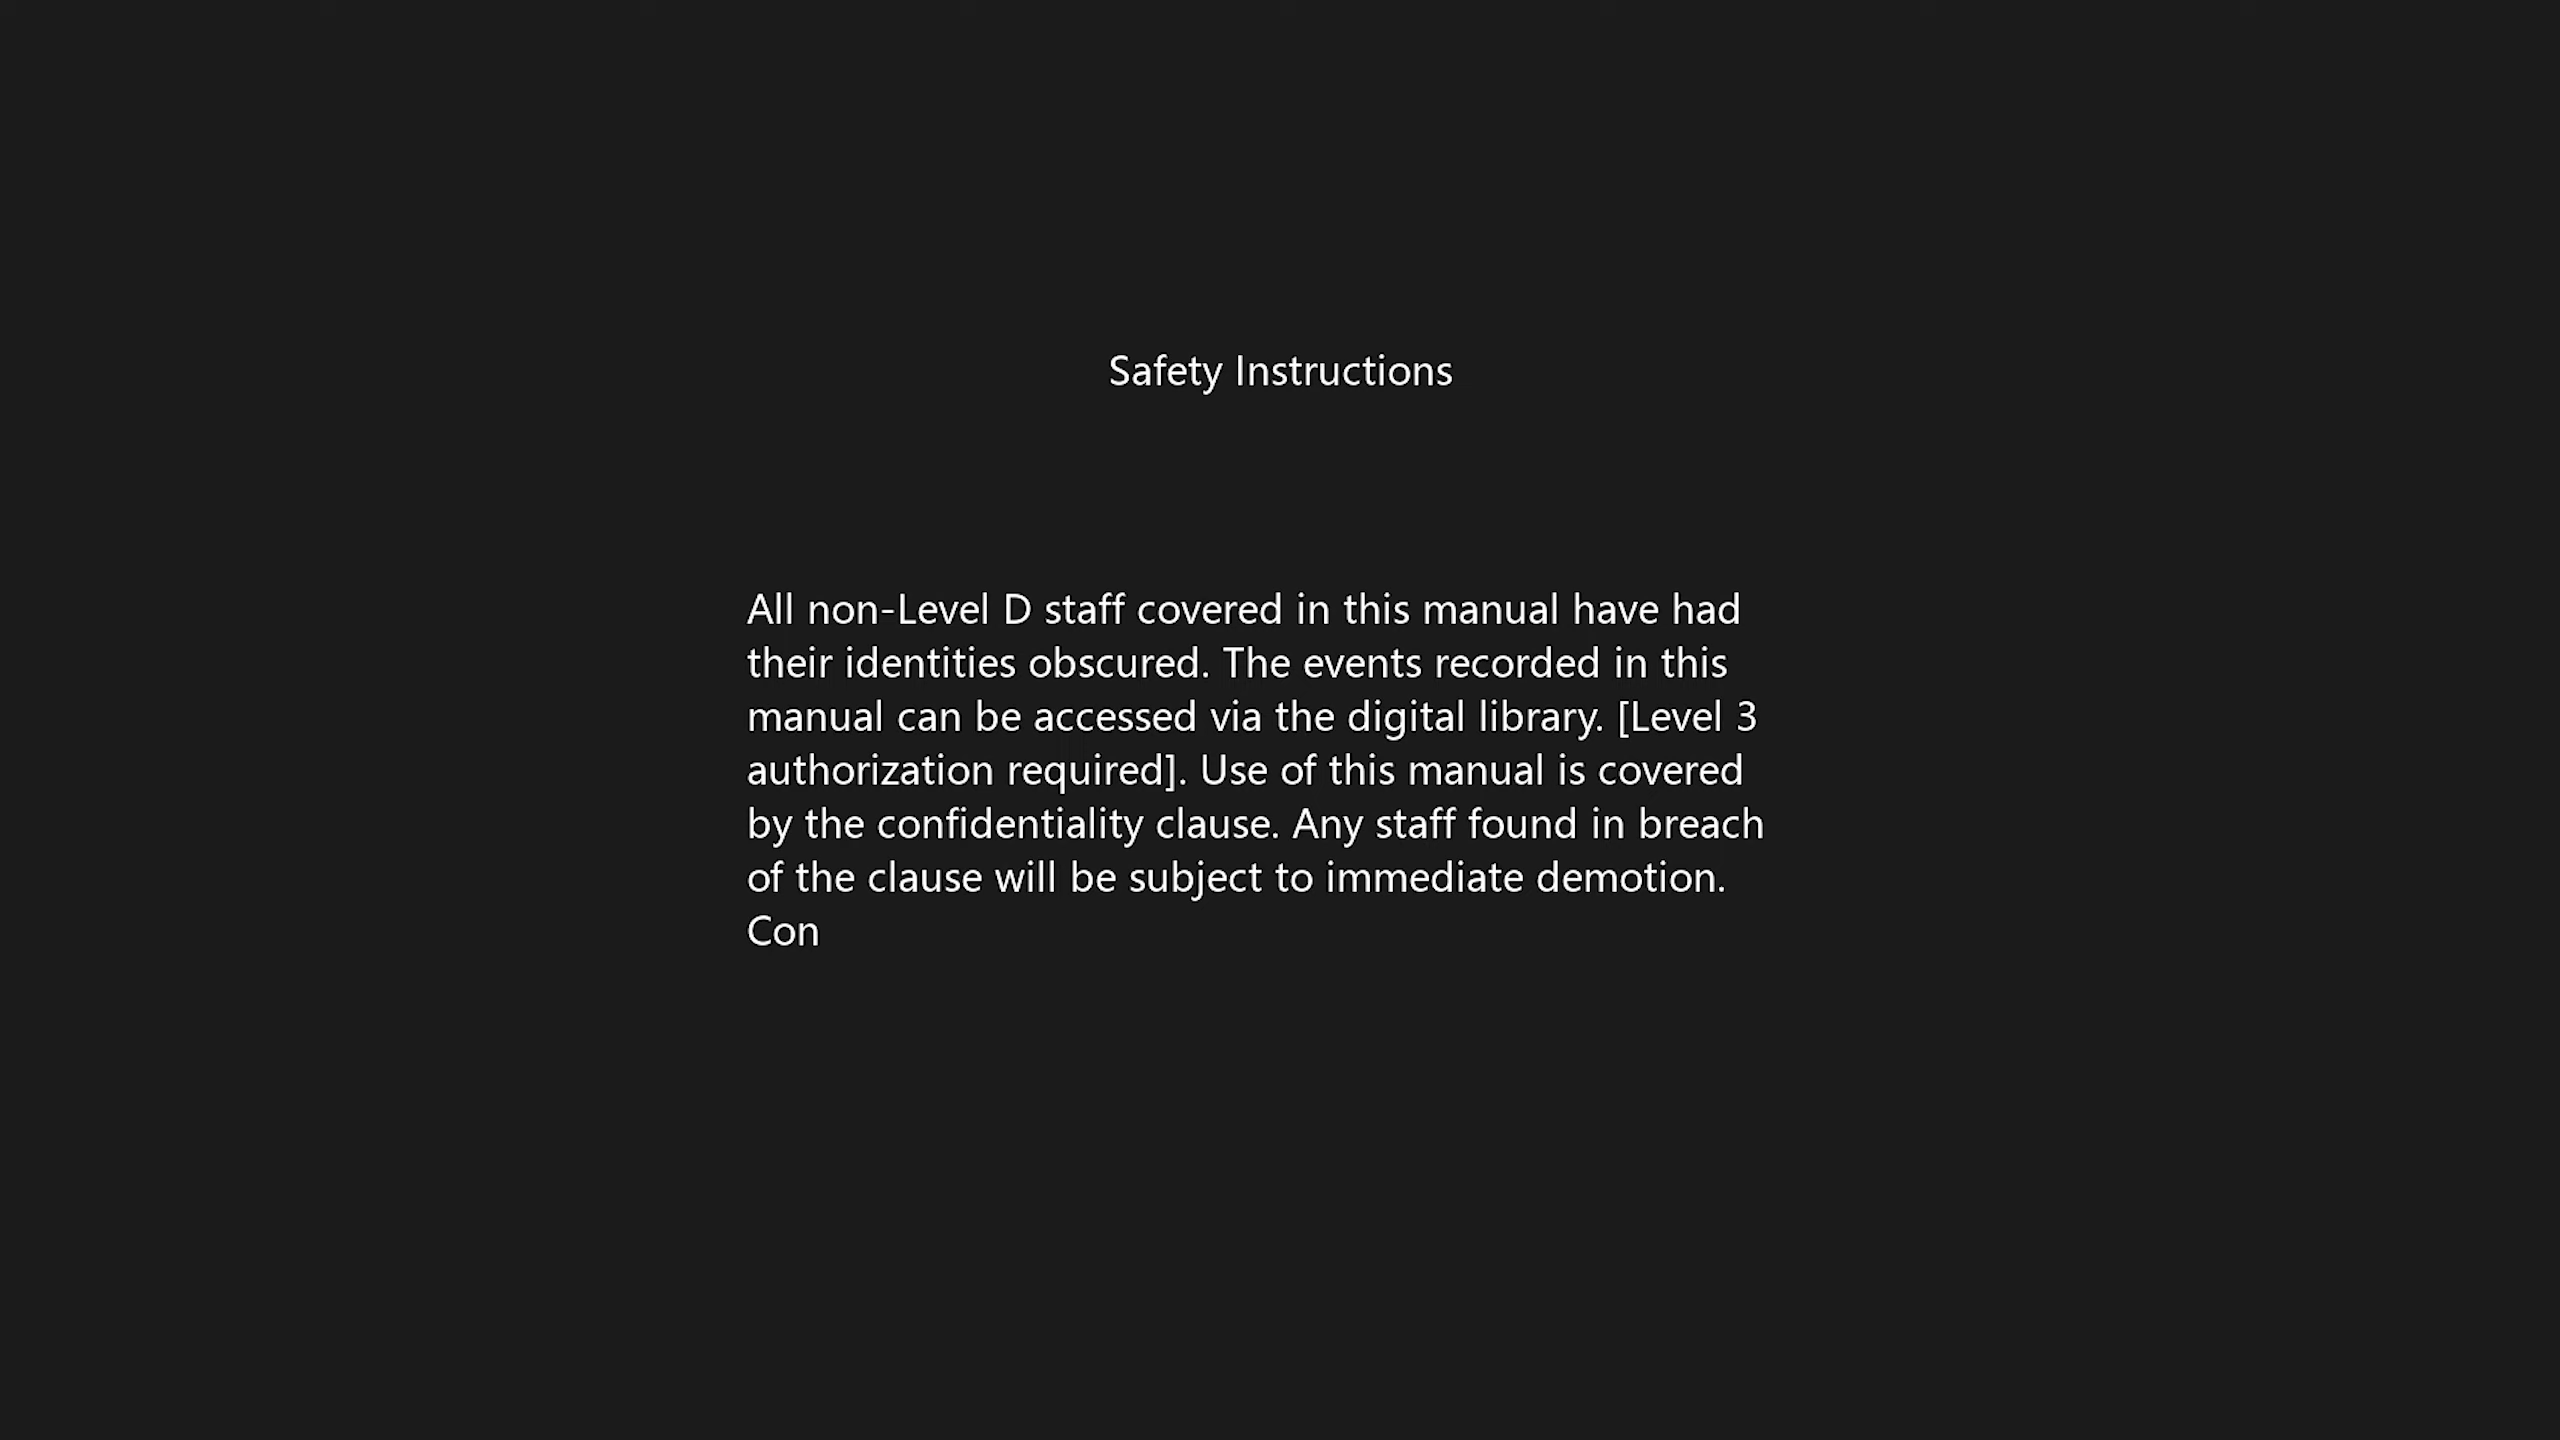 Safety Instructions
All non-Level D staff covered in this manual have had
their identities obscured. The events recorded in this
manual can be accessed via the digital library. [Level 3
authorization required]. Use of this manual is covered
by the confidentiality clause. Any staff found in breach
of the clause will be subject to immediate demotion.
Con